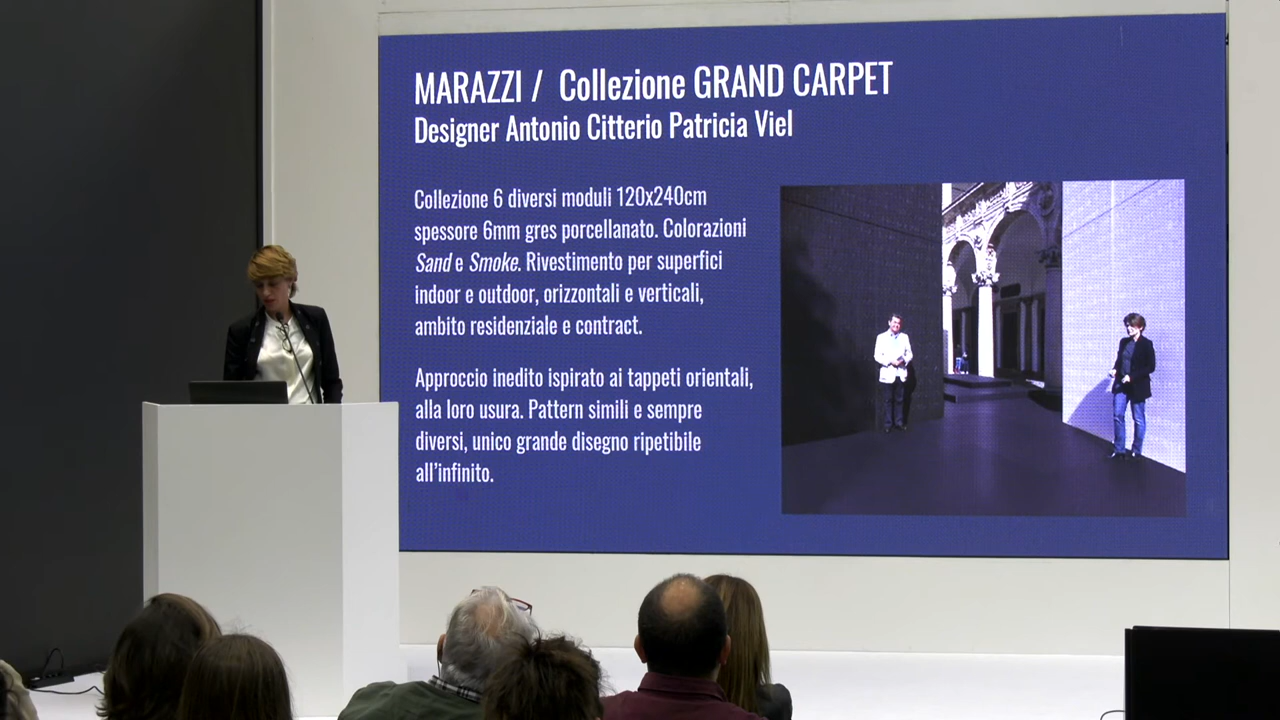 MARAZZI / Collezione GRAND CARPET
Designer Antonio Citterio Patricia Viel
Collezione 6 diversi moduli 120x240cm
spessore 6mm gres porcellanato. Colorazioni
Sand e Smoke. Rivestimento per superfici
indoor e outdoor, orizzontali e verticali,
ambito residenziale e contract.
Approccio inedito ispirato ai tappeti orientali,
alla loro usura. Pattern simili e sempre
diversi, unico grande disegno ripetibile
all’infinito.